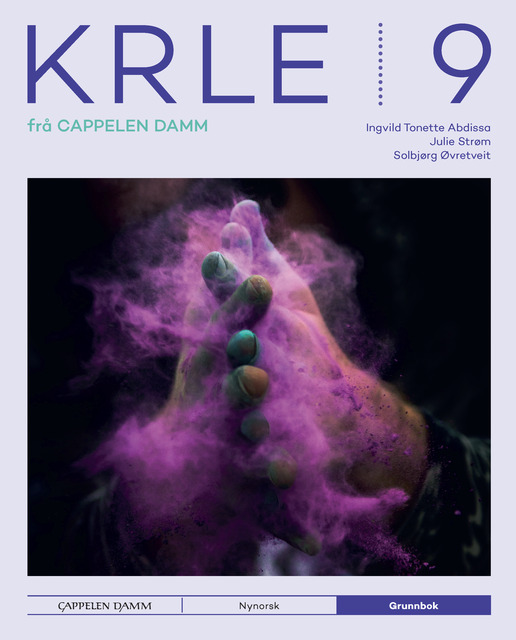 KRLE 9
frå CAPPELEN DAMM
Ingvild Tonette Abdissa
Julie Strøm
Solbjørg Øvretveit
CAPPELEN DAMM
Nynorsk
Grunnbok